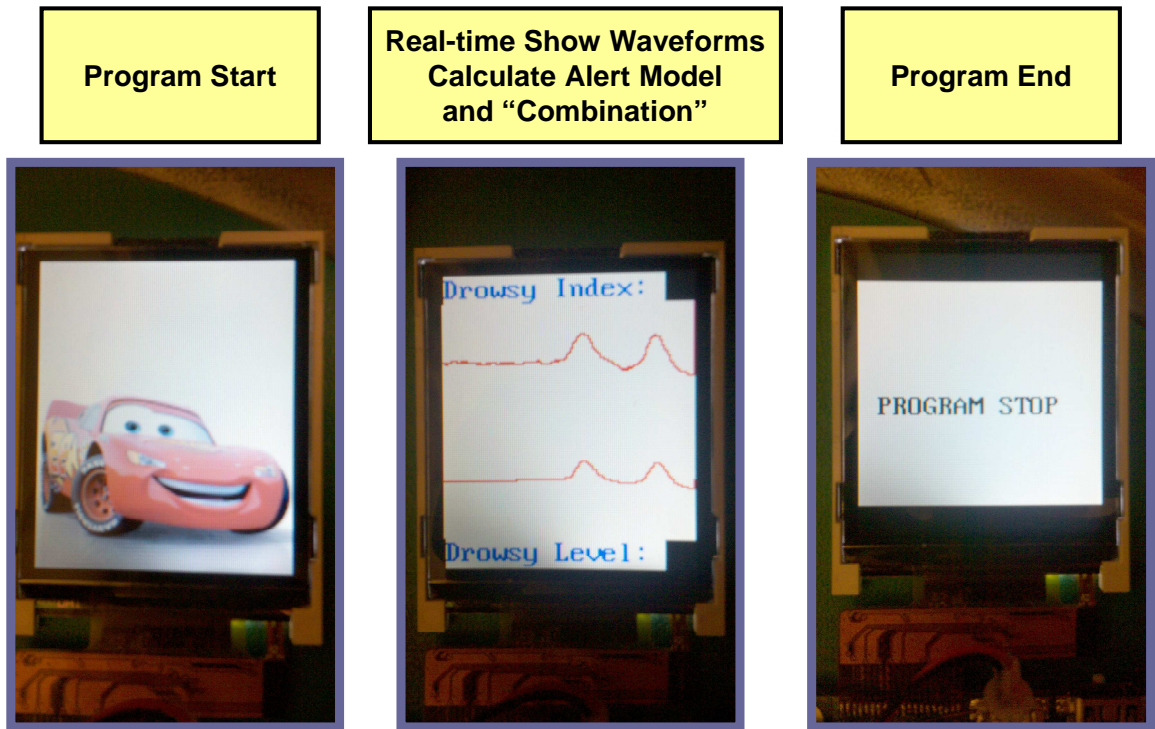 Program Start
Real-time Show Waveforms
Calculate Alert Model
and “Combination”
Program End
Drowsy Index:
Drowsy Level:
PROGRAM STOP